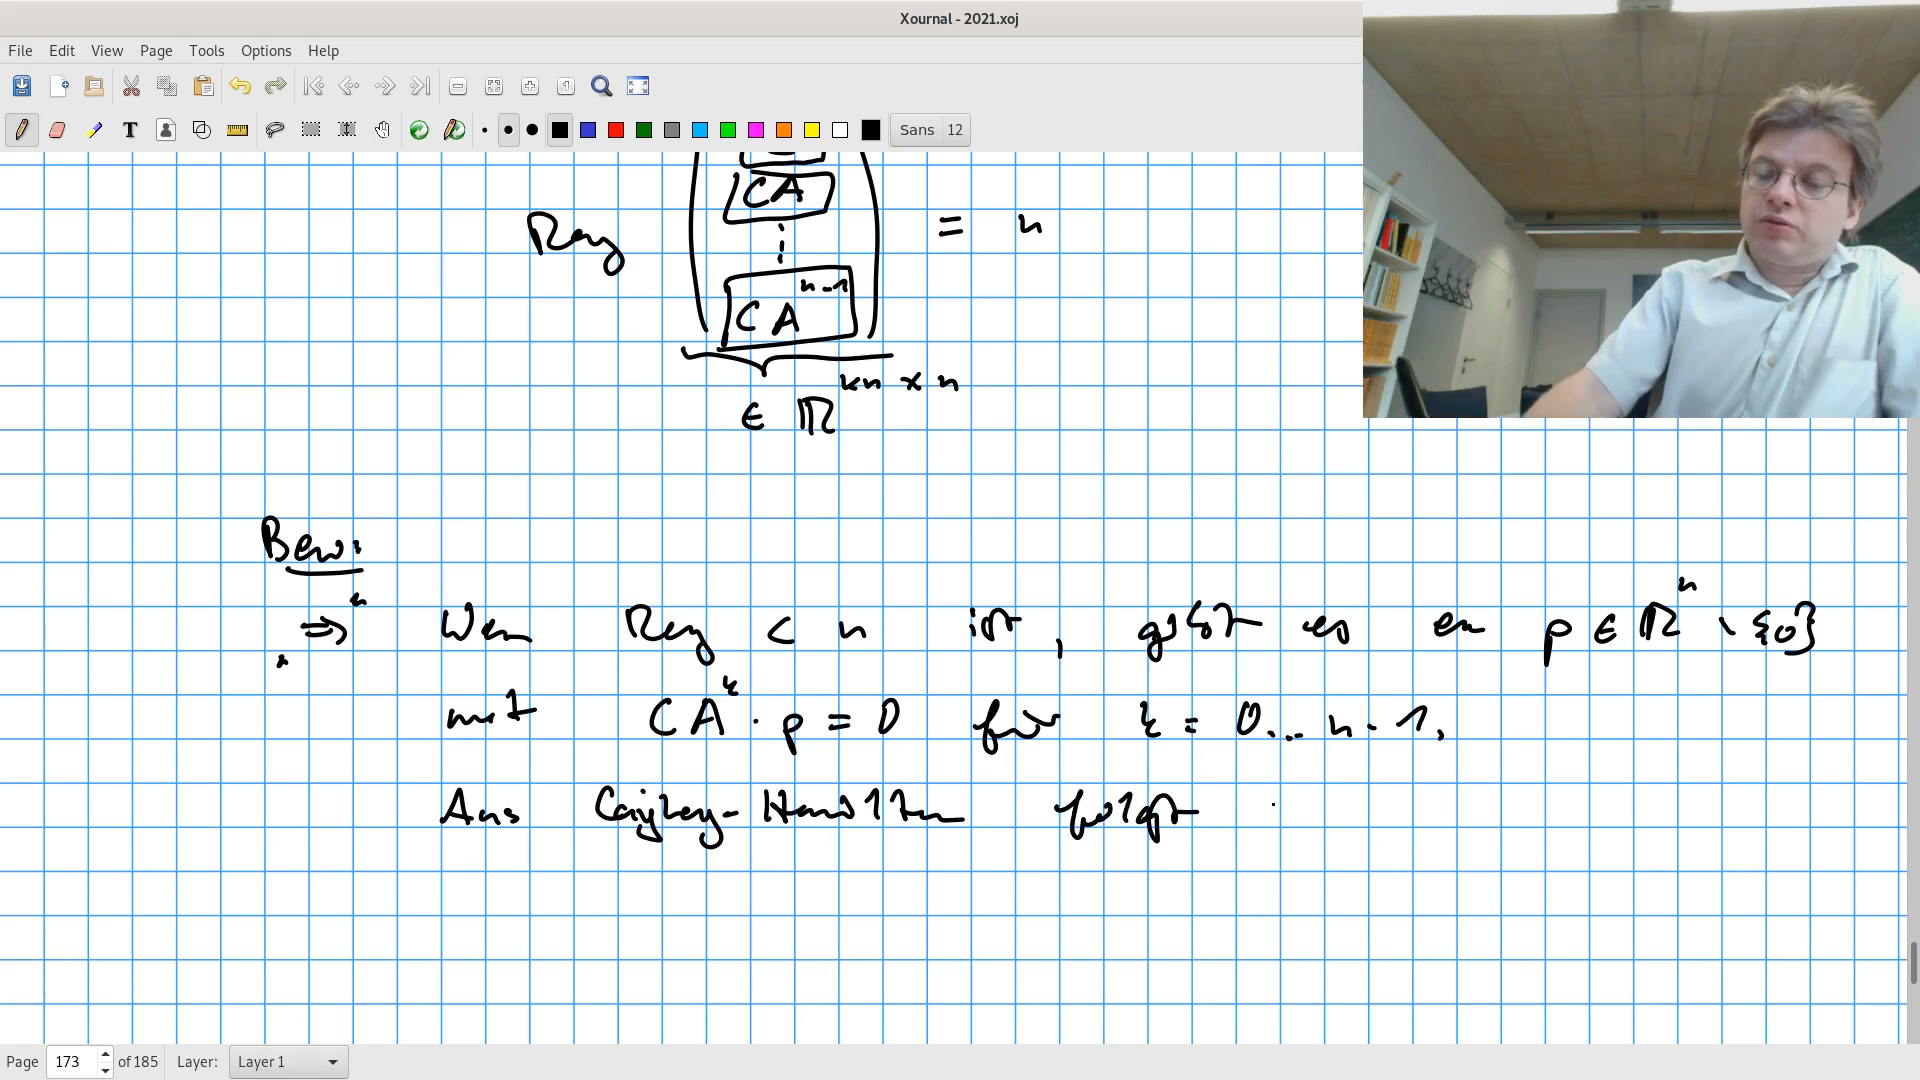 Xournal - 2021.xoj
File Edit View Page Tools Options Help
Sans 12
CA
Rang = n
CA^{n-1}
∈ ℝ^{kn × n}
Bew:
"⇒" Wenn Rang < n ist, gibt es ein p ∈ ℝ^n \ {0}
mit CA^k · p = 0 für k = 0...n-1.
Aus Cayley-Hamilton folgt
Page 173 of 185 Layer: Layer 1